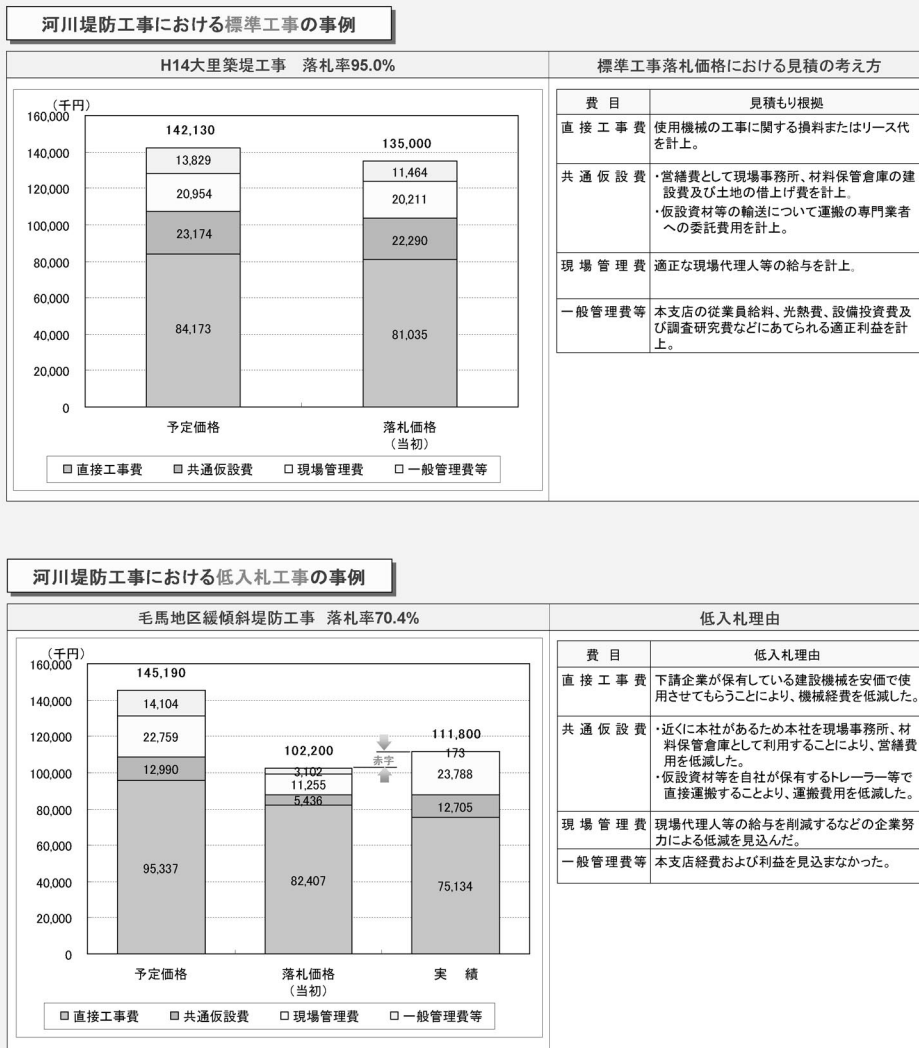 河川堤防工事における標準工事の事例
H14大里築堤工事　落札率95.0%
標準工事落札価格における見積の考え方
（千円）
160,000
140,000
120,000
100,000
80,000
60,000
40,000
20,000
0
142,130
13,829
20,954
23,174
84,173
135,000
11,464
20,211
22,290
81,035
予定価格
落札価格
（当初）
直接工事費　共通仮設費　現場管理費　一般管理費等
費　目　見積もり根拠
直接工事費　使用機械の工事に関する損料またはリース代
を計上。
共通仮設費　・営繕費として現場事務所、材料保管倉庫の建
設費及び土地の借上げ費を計上。
・仮設資材等の輸送について運搬の専門業者
への委託費用を計上。
現場管理費　適正な現場代理人等の給与を計上。
一般管理費等　本支店の従業員給料、光熱費、設備投資費及
び調査研究費などにあてられる適正利益を計
上。
河川堤防工事における低入札工事の事例
毛馬地区緩傾斜堤防工事　落札率70.4%
低入札理由
（千円）
160,000
140,000
120,000
100,000
80,000
60,000
40,000
20,000
0
145,190
14,104
22,759
12,990
95,337
102,200
3,102
11,255
5,436
82,407
赤字
111,800
173
23,788
12,705
75,134
予定価格
落札価格
（当初）
実　績
直接工事費　共通仮設費　現場管理費　一般管理費等
費　目　低入札理由
直接工事費　下請企業が保有している建設機械を安価で使
用させてもらうことにより、機械経費を低減した。
共通仮設費　・近くに本社があるため本社を現場事務所、材
料保管倉庫として利用することにより、営繕費
用を低減した。
・仮設資材等を自社が保有するトレーラー等で
直接運搬することより、運搬費用を低減した。
現場管理費　現場代理人等の給与を削減するなどの企業努
力による低減を見込んだ。
一般管理費等　本支店経費および利益を見込まなかった。